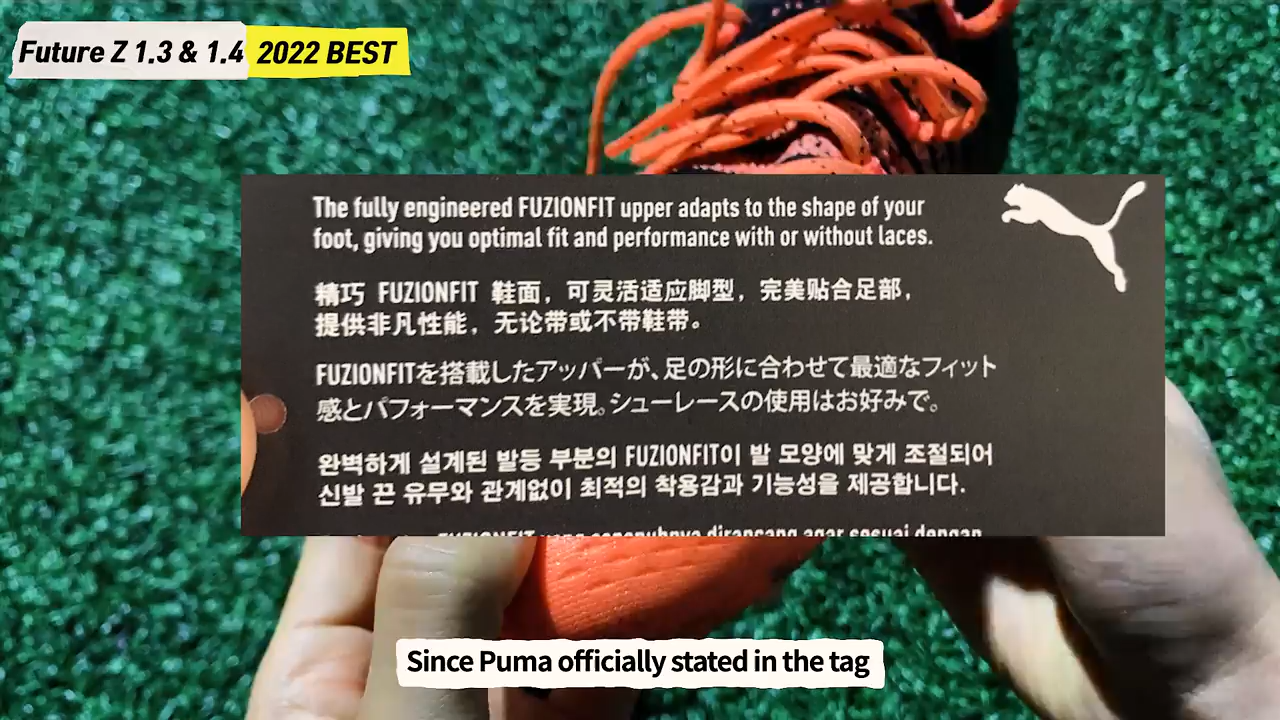 Future Z 1.3 & 1.4 2022 BEST
The fully engineered FUZIONFIT upper adapts to the shape of your
foot, giving you optimal fit and performance with or without laces.
精巧 FUZIONFIT 鞋面，可灵活适应脚型，完美贴合足部，
提供非凡性能，无论带或不带鞋带。
FUZIONFITを搭載したアッパーが、足の形に合わせて最適なフィット
感とパフォーマンスを実現。シューレースの使用はお好みで。
완벽하게 설계된 발등 부분의 FUZIONFIT이 발 모양에 맞게 조절되어
신발 끈 유무와 관계없이 최적의 착용감과 기능성을 제공합니다.
FUZIONFIT yang sepenuhnya dirancang agar sesuai dengan
Since Puma officially stated in the tag